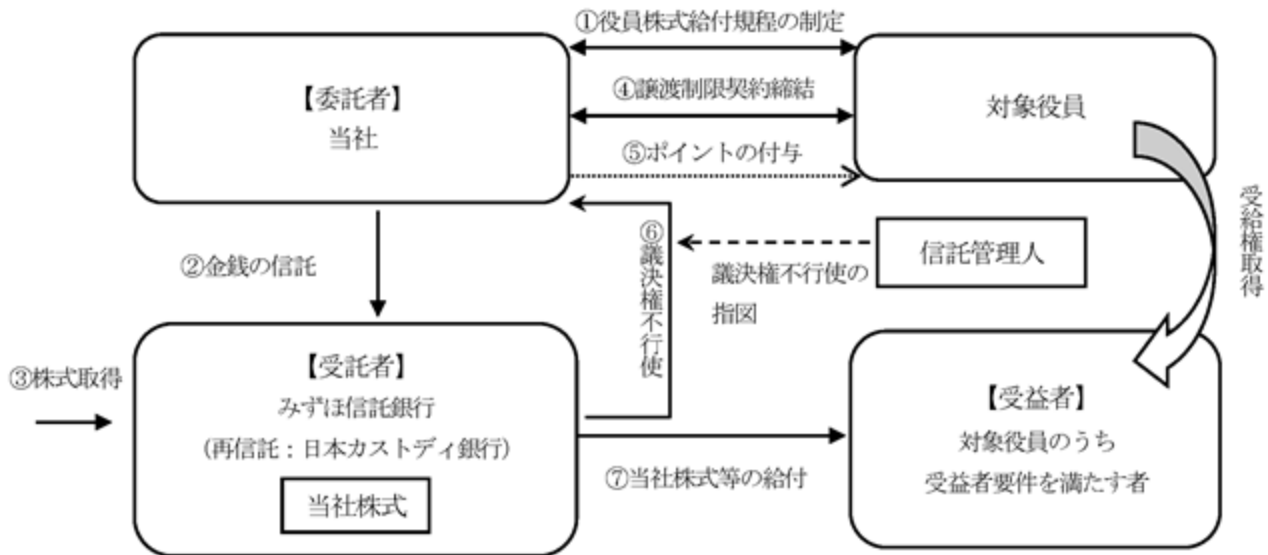 ①役員株式給付規程の制定
【委託者】
当社
④譲渡制限契約締結
対象役員
⑤ポイントの付与
受給権取得
②金銭の信託
⑥議決権不行使
信託管理人
議決権不行使の
指図
③株式取得
【受託者】
みずほ信託銀行
(再信託：日本カストディ銀行)
当社株式
⑦当社株式等の給付
【受益者】
対象役員のうち
受益者要件を満たす者